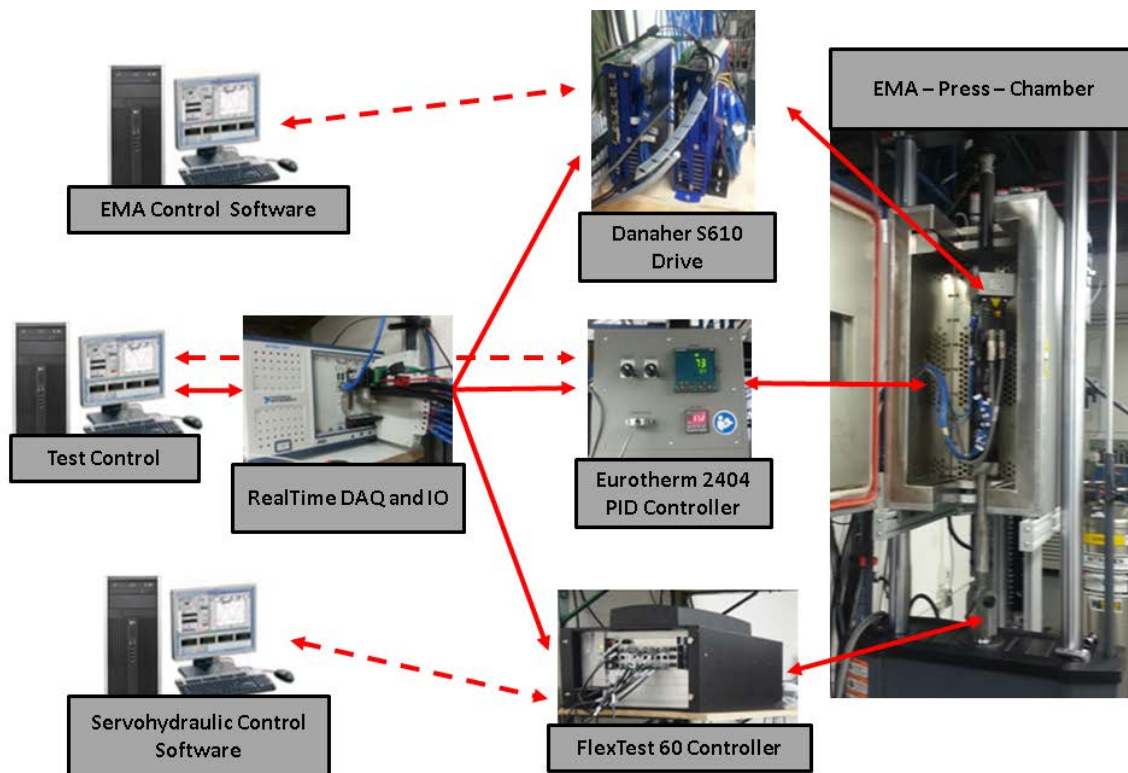 EMA Control Software
Danaher S610
Drive
EMA – Press – Chamber
Test Control
RealTime DAQ and IO
73
Eurotherm 2404
PID Controller
Servohydraulic Control
Software
FlexTest 60 Controller